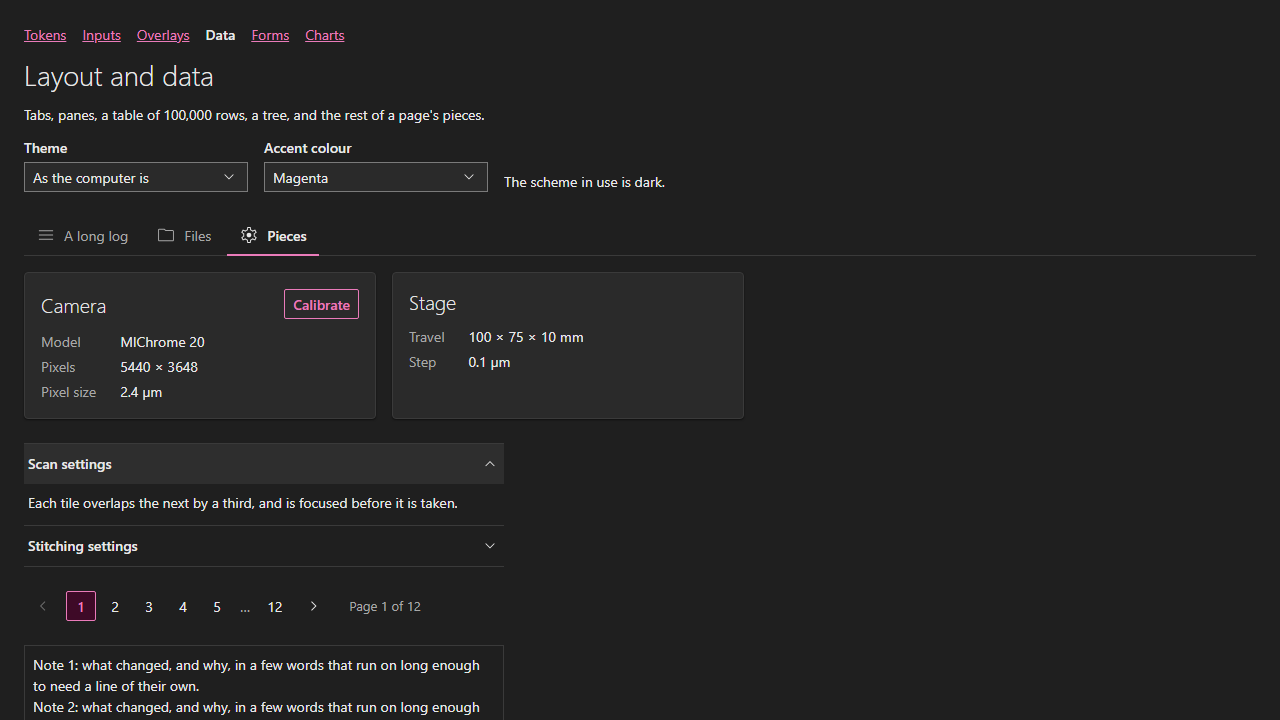 Tokens Inputs Overlays Data Forms Charts
Layout and data
Tabs, panes, a table of 100,000 rows, a tree, and the rest of a page's pieces.
Theme Accent colour
As the computer is Magenta The scheme in use is dark.
A long log Files Pieces
Camera Calibrate
Model MIChrome 20
Pixels 5440 × 3648
Pixel size 2.4 µm
Stage
Travel 100 × 75 × 10 mm
Step 0.1 µm
Scan settings
Each tile overlaps the next by a third, and is focused before it is taken.
Stitching settings
1 2 3 4 5 … 12 Page 1 of 12
Note 1: what changed, and why, in a few words that run on long enough
to need a line of their own.
Note 2: what changed, and why, in a few words that run on long enough